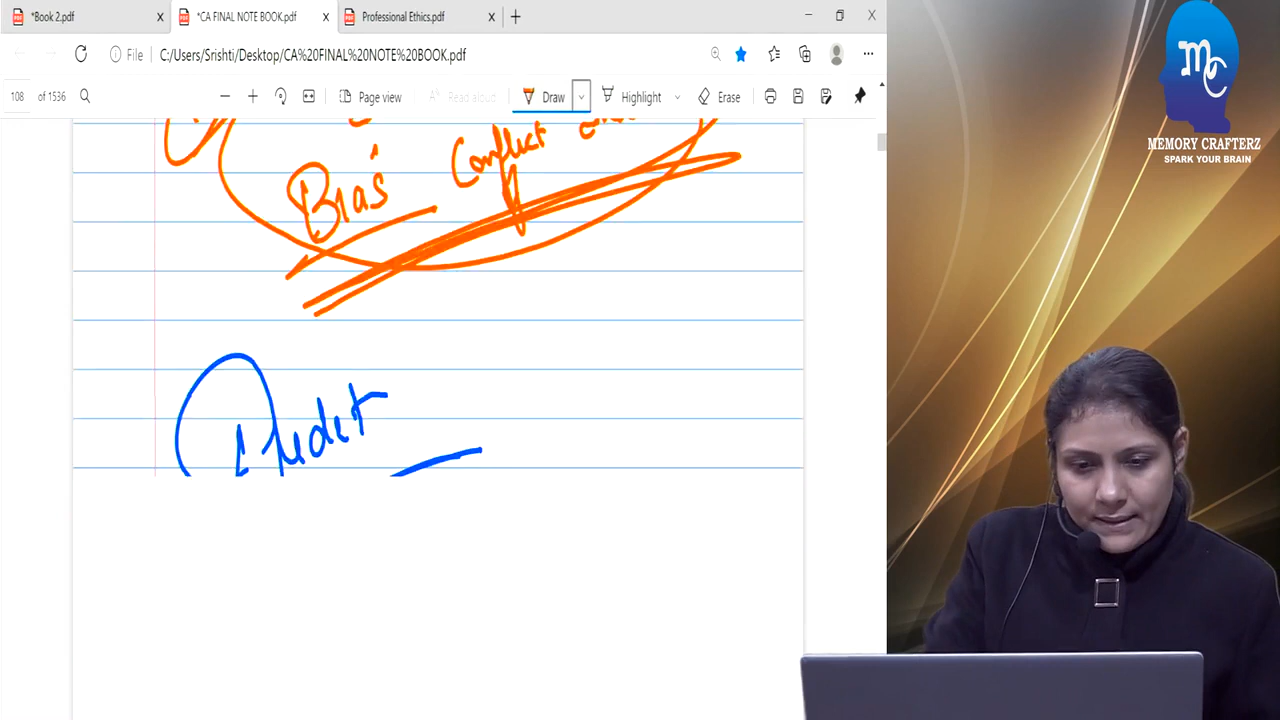 *Book 2.pdf
*CA FINAL NOTE BOOK.pdf
Professional Ethics.pdf
File
C:/Users/Srishti/Desktop/CA%20FINAL%20NOTE%20BOOK.pdf
108 of 1536
Page view
Read aloud
Draw
Highlight
Erase
Conflict
Bias
MC
MEMORY CRAFTERZ
SPARK YOUR BRAIN